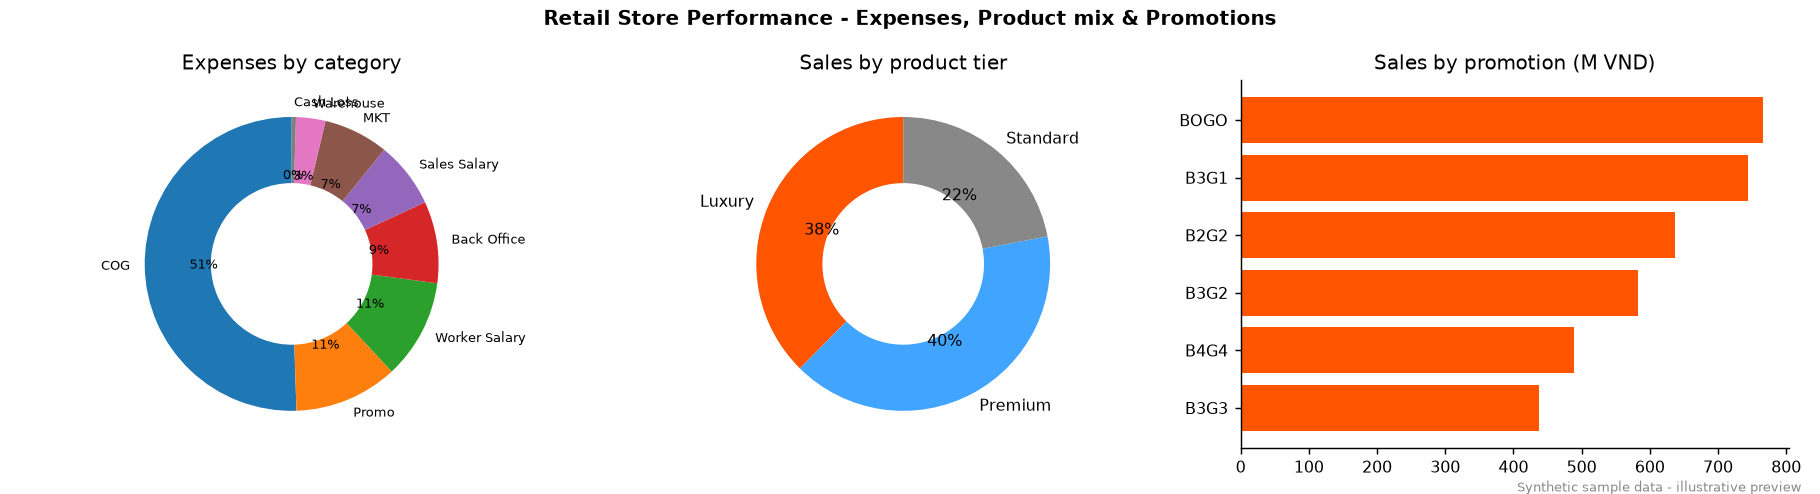 Retail Store Performance - Expenses, Product mix & Promotions
Expenses by category
Cash Loss
Warehouse
MKT
Sales Salary
Back Office
Worker Salary
Promo
COG
0%
3%
7%
7%
9%
11%
11%
51%
Sales by product tier
Standard
Luxury
Premium
22%
38%
40%
Sales by promotion (M VND)
BOGO
B3G1
B2G2
B3G2
B4G4
B3G3
0 100 200 300 400 500 600 700 800
Synthetic sample data - illustrative preview